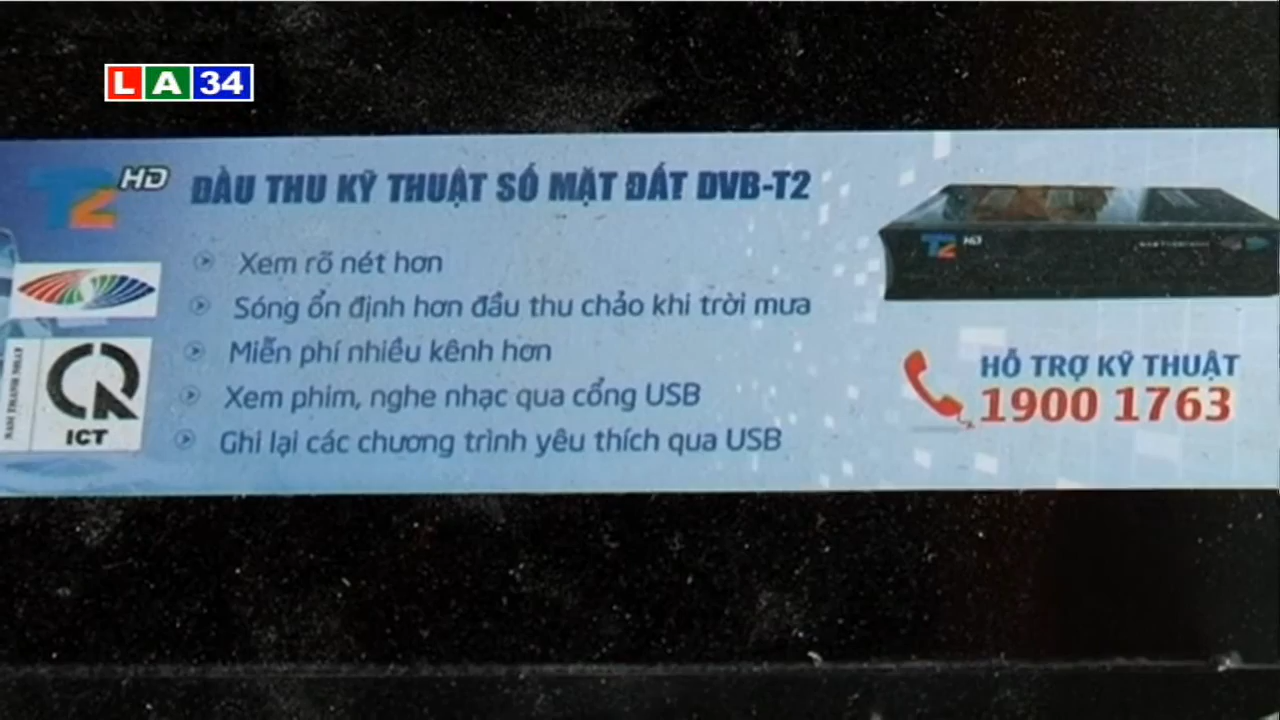 LA34
T2 HD
ĐẦU THU KỸ THUẬT SỐ MẶT ĐẤT DVB-T2
Xem rõ nét hơn
Sóng ổn định hơn đầu thu chảo khi trời mưa
Miễn phí nhiều kênh hơn
Xem phim, nghe nhạc qua cổng USB
Ghi lại các chương trình yêu thích qua USB
ICT
T2 HD
HỖ TRỢ KỸ THUẬT
1900 1763